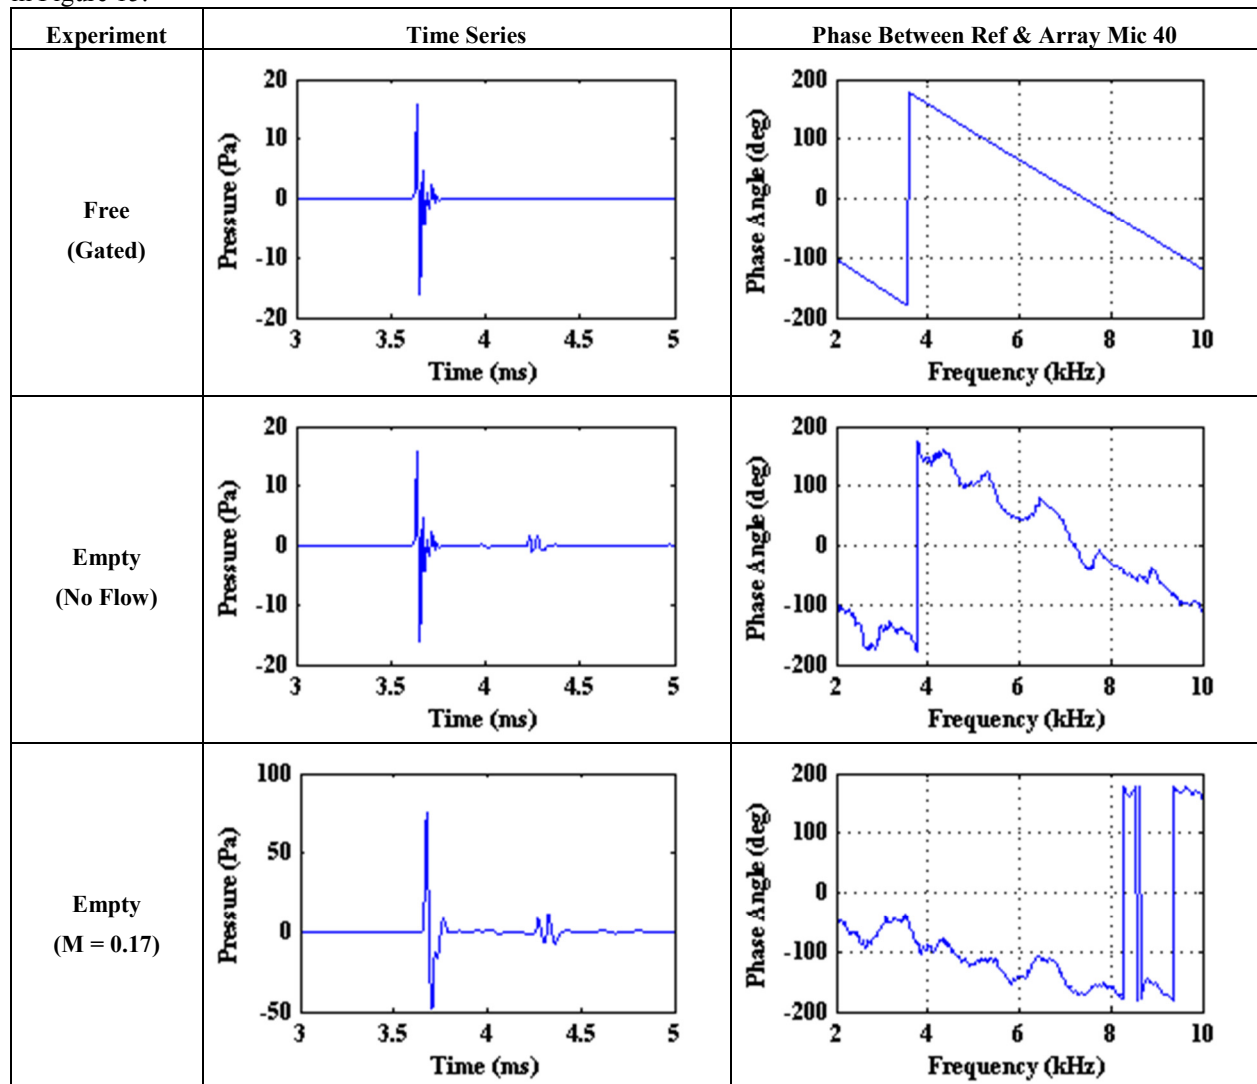 in Figure 13.
Experiment Time Series Phase Between Ref & Array Mic 40
Free
(Gated)
Pressure (Pa)
20
10
0
-10
-20
3 3.5 4 4.5 5
Time (ms)
Phase Angle (deg)
200
100
0
-100
-200
2 4 6 8 10
Frequency (kHz)
Empty
(No Flow)
Pressure (Pa)
20
10
0
-10
-20
3 3.5 4 4.5 5
Time (ms)
Phase Angle (deg)
200
100
0
-100
-200
2 4 6 8 10
Frequency (kHz)
Empty
(M = 0.17)
Pressure (Pa)
100
50
0
-50
3 3.5 4 4.5 5
Time (ms)
Phase Angle (deg)
200
100
0
-100
-200
2 4 6 8 10
Frequency (kHz)